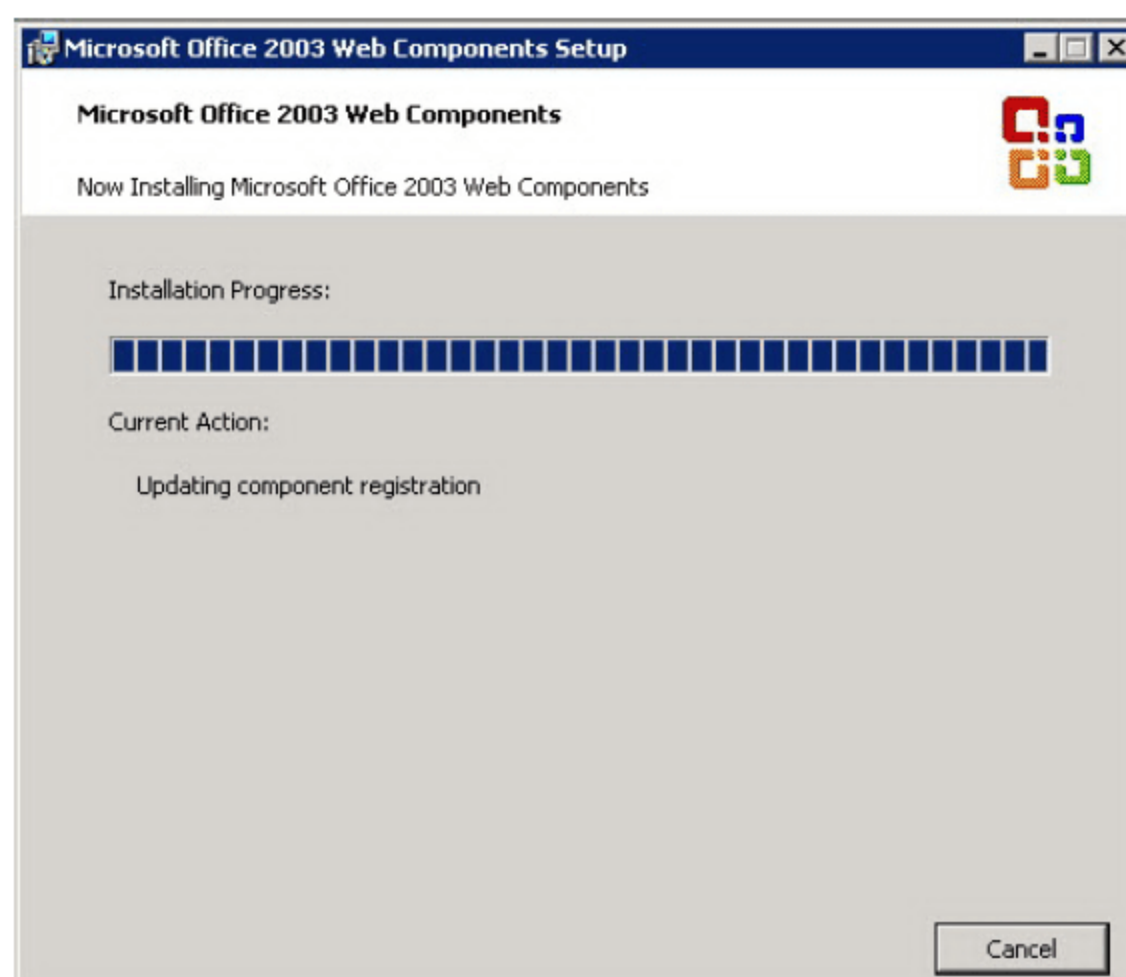 Microsoft Office 2003 Web Components Setup
Microsoft Office 2003 Web Components
Now Installing Microsoft Office 2003 Web Components
Installation Progress:
Current Action:
Updating component registration
Cancel